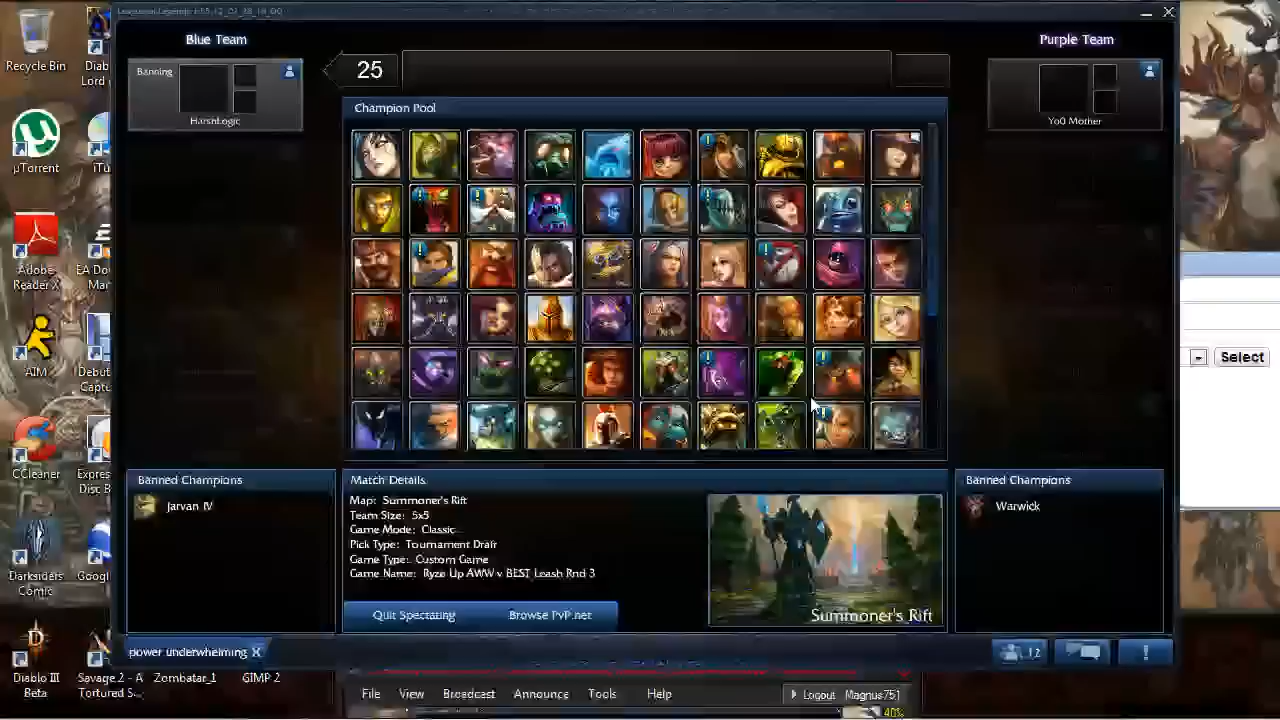 Blue Team
Purple Team
25
Banning
HarshLogic
Yo0 Mother
Champion Pool
Recycle Bin
Diab
Lord
µTorrent
iTu
Adobe
Reader X
EA Do
Mar
AIM
Debut
Captu
CCleaner
Expres
Disc B
Darksiders
Comic
Googl
Diablo III
Beta
Savage 2 - A
Tortured S...
Zombatar_1
GIMP 2
Select
Banned Champions
Jarvan IV
Match Details
Map: Summoner's Rift
Team Size: 5x5
Game Mode: Classic
Pick Type: Tournament Draft
Game Type: Custom Game
Game Name: Ryze Up AWW v BEST Leash Rnd 3
Quit Spectating
Browse PvP.net
Summoner's Rift
Banned Champions
Warwick
power underwhelming X
12
File View Broadcast Announce Tools Help
Logout Magnus75]
40%